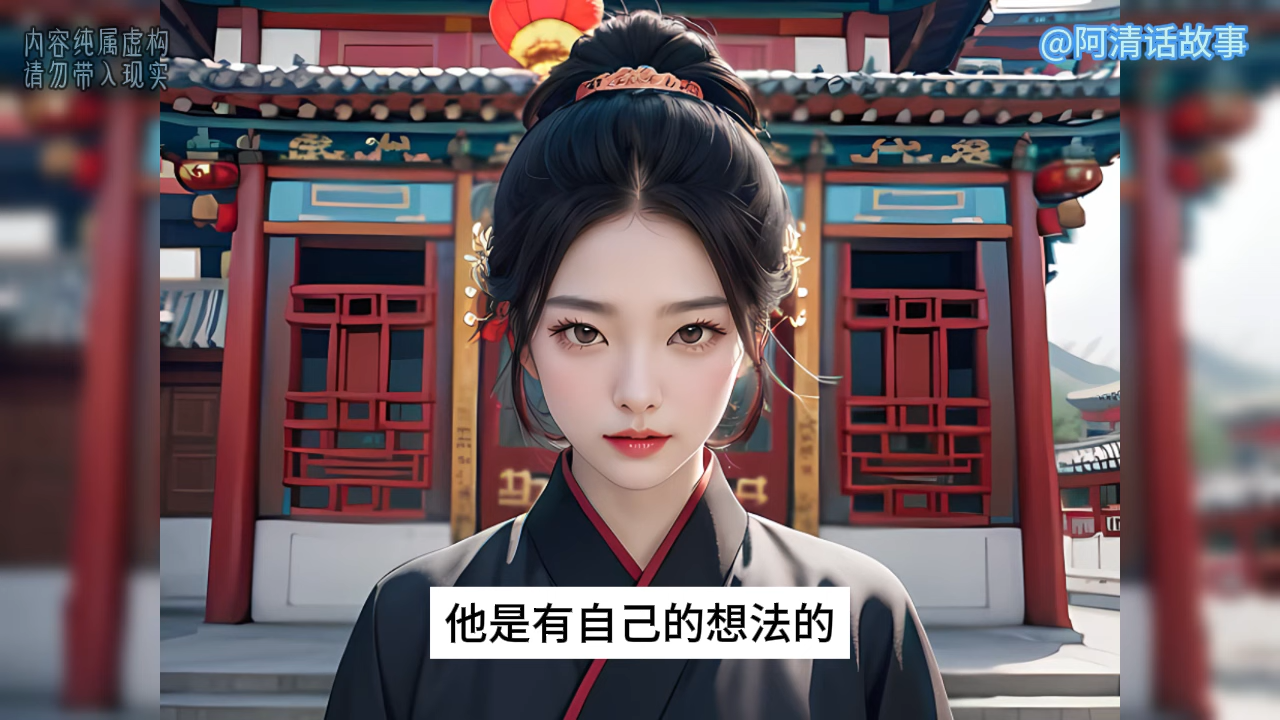 内容纯属虚构
请勿带入现实
@阿清话故事
他是有自己的想法的